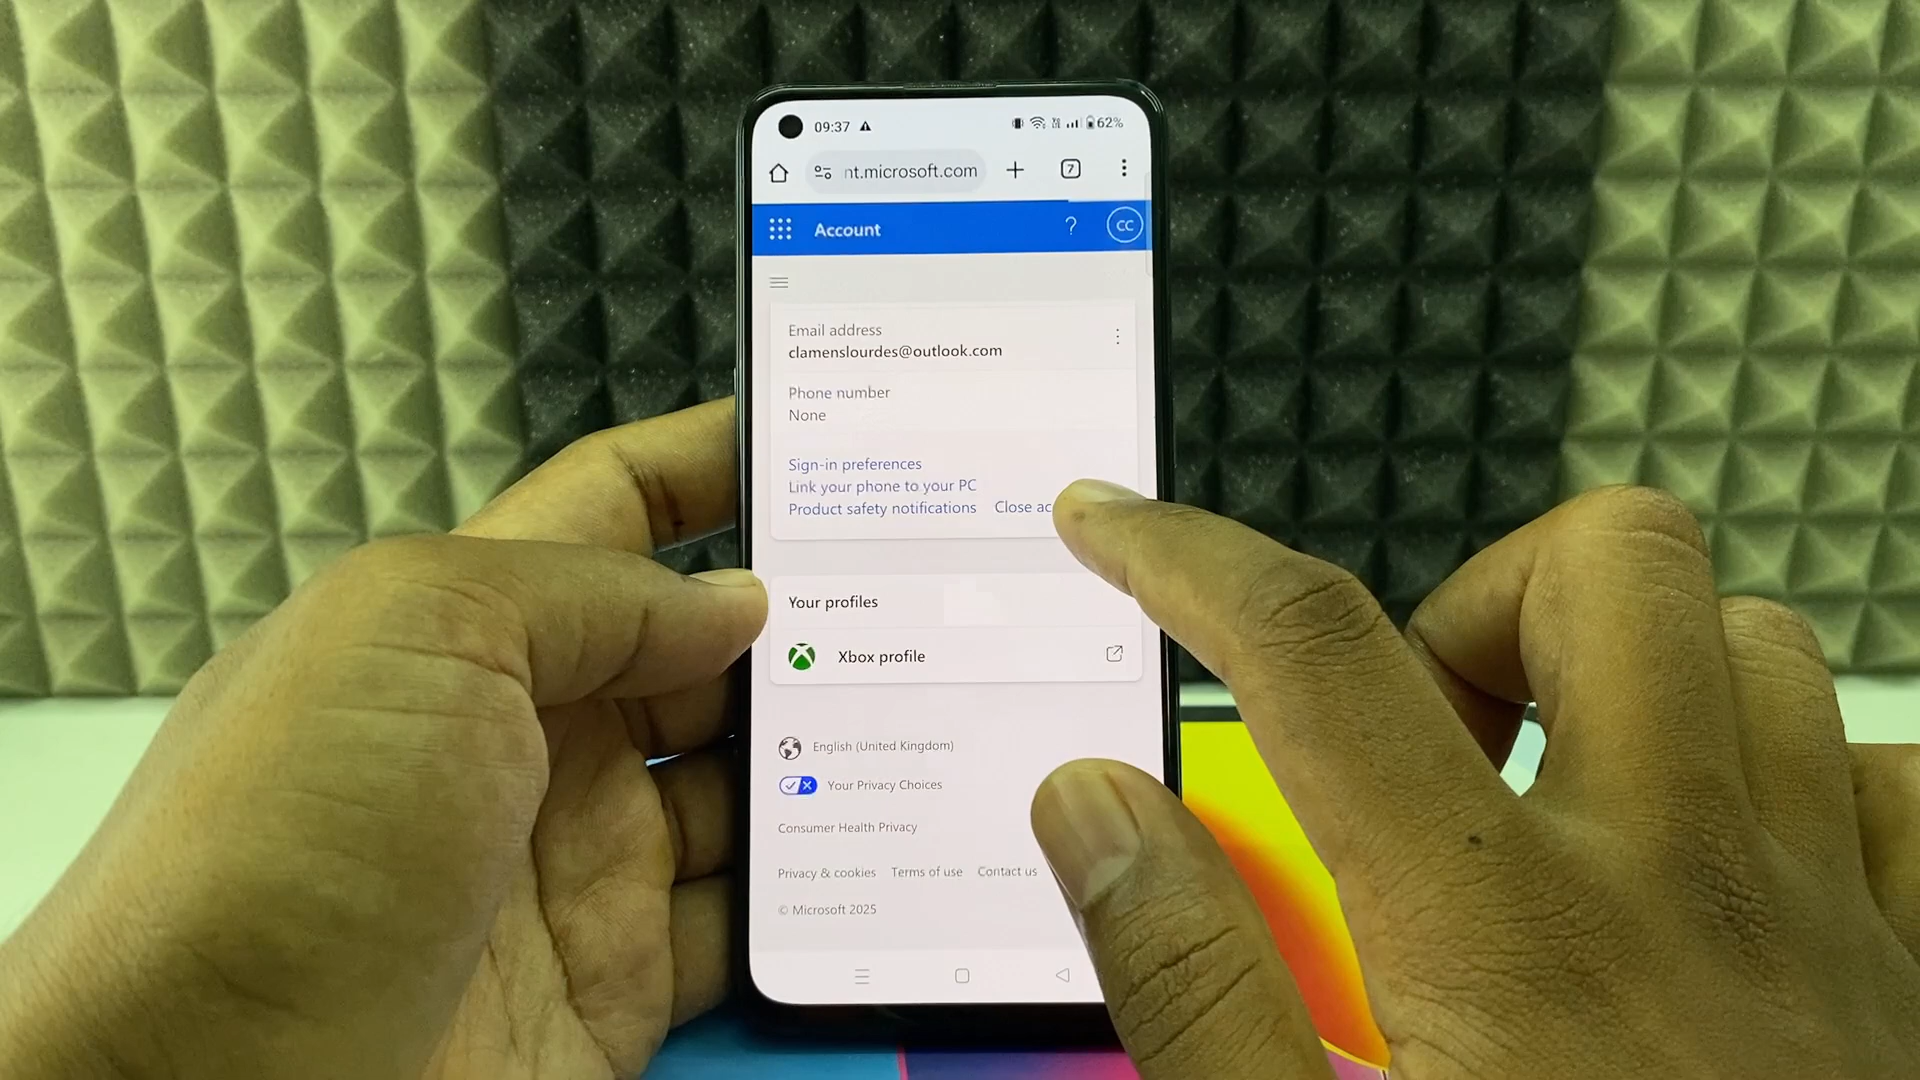 09:37 62%
nt.microsoft.com + 7
Account ? CC
Email address
clamenslourdes@outlook.com
Phone number
None
Sign-in preferences
Link your phone to your PC
Product safety notifications Close ac
Your profiles
Xbox profile
English (United Kingdom)
Your Privacy Choices
Consumer Health Privacy
Privacy & cookies Terms of use Contact us
© Microsoft 2025